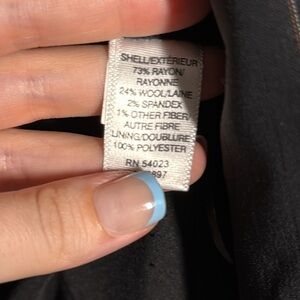 SHELL/EXTÉRIEUR
73% RAYON/
RAYONNE
24% WOOL/LAINE
2% SPANDEX
1% OTHER FIBER/
AUTRE FIBRE
LINING/DOUBLURE
100% POLYESTER
RN 54023